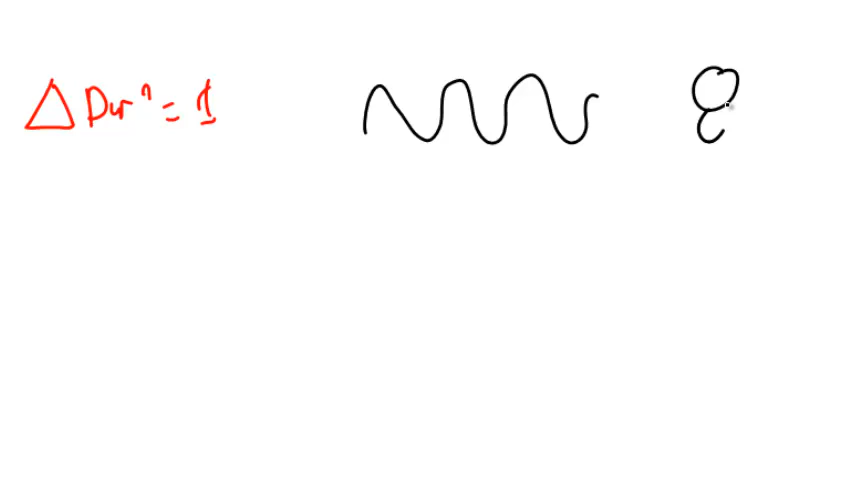 △ Durⁿ = 1